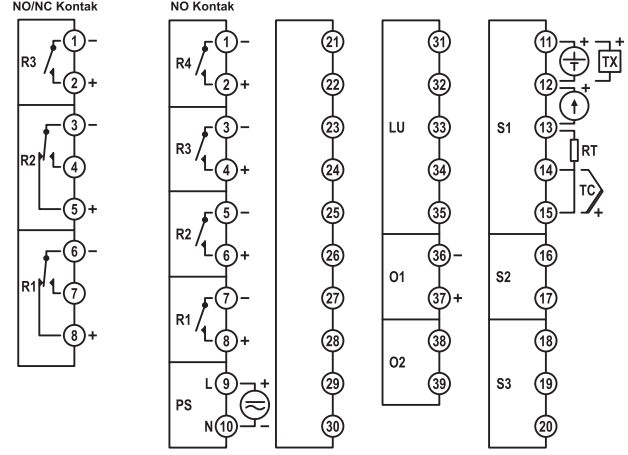 NO/NC Kontak
R3
1 −
2 +
R2
3 −
4
5 +
R1
6 −
7
8 +
NO Kontak
R4
1 −
2 +
R3
3 −
4 +
R2
5 −
6 +
R1
7 −
8 +
PS
L 9 +
N 10 −
21
22
23
24
25
26
27
28
29
30
LU
31
32
33
34
35
O1
36 −
37 +
O2
38
39
S1
11 + +
TX
12 +
13
RT
14
TC
15 +
S2
16
17
S3
18
19
20